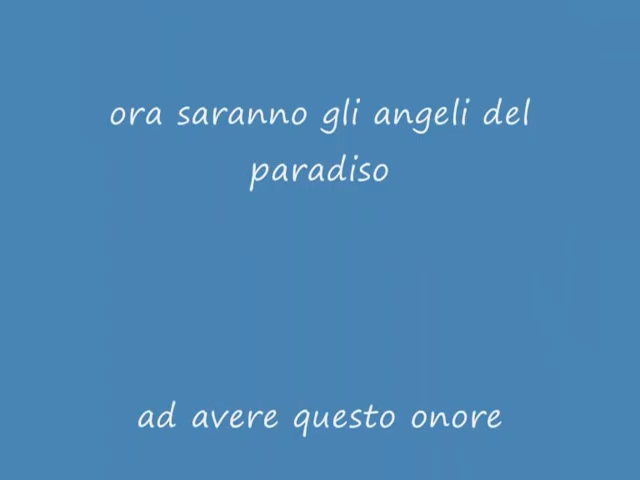 ora saranno gli angeli del
paradiso
ad avere questo onore